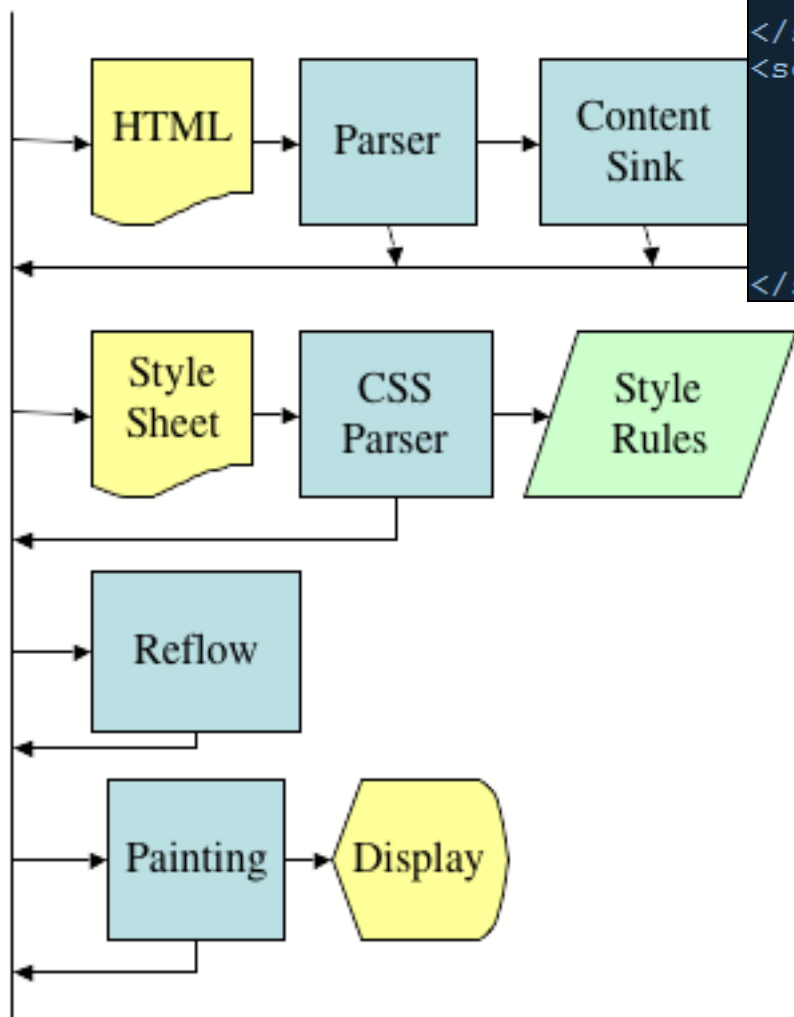 HTML
Parser
Content
Sink
Style
Sheet
CSS
Parser
Style
Rules
Reflow
Painting
Display